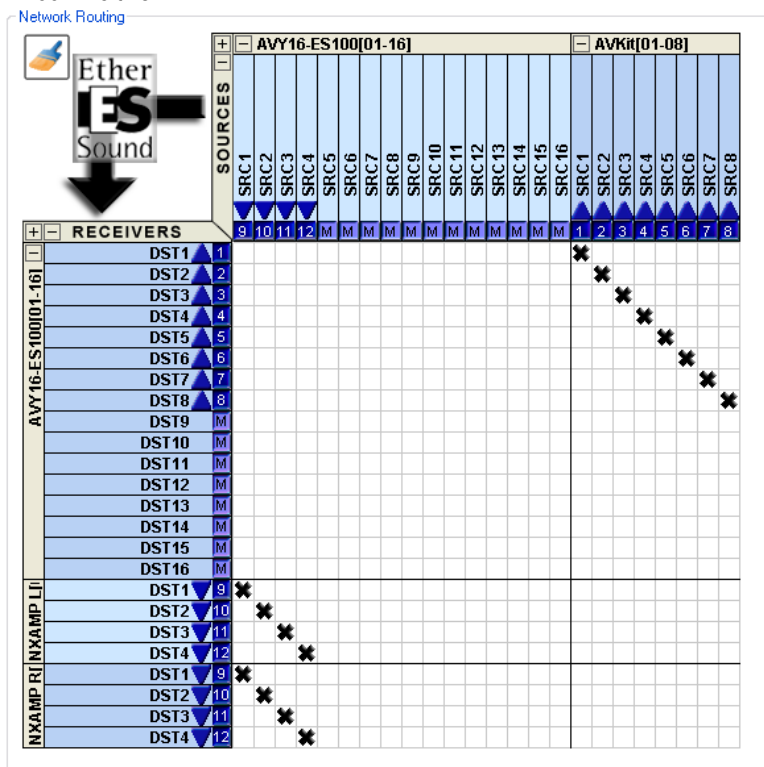 Network Routing
Ether
ES
Sound
SOURCES
+ − AVY16-ES100[01-16] − AVKit[01-08]
−
SRC1 SRC2 SRC3 SRC4 SRC5 SRC6 SRC7 SRC8 SRC9 SRC10 SRC11 SRC12 SRC13 SRC14 SRC15 SRC16 SRC1 SRC2 SRC3 SRC4 SRC5 SRC6 SRC7 SRC8
+ − RECEIVERS 9 10 11 12 M M M M M M M M M M M M 1 2 3 4 5 6 7 8
−
AVY16-ES100[01-16]
DST1 1
DST2 2
DST3 3
DST4 4
DST5 5
DST6 6
DST7 7
DST8 8
DST9 M
DST10 M
DST11 M
DST12 M
DST13 M
DST14 M
DST15 M
DST16 M
NXAMP L[
DST1 9
DST2 10
DST3 11
DST4 12
NXAMP R[
DST1 9
DST2 10
DST3 11
DST4 12